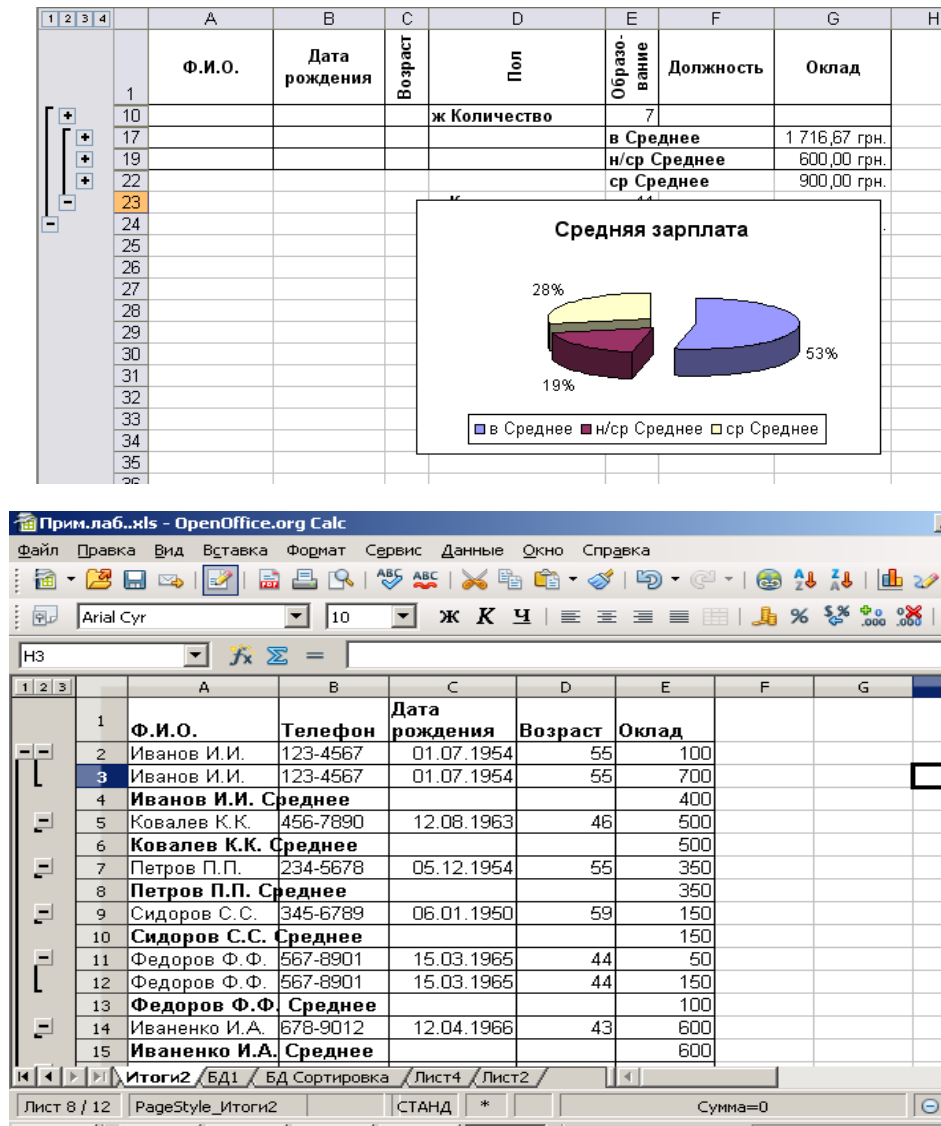 1 2 3 4 A B C D E F G H
1 Ф.И.О. Дата рождения Возраст Пол Образо-вание Должность Оклад
10 ж Количество 7
17 в Среднее 1 716,67 грн.
19 н/ср Среднее 600,00 грн.
22 ср Среднее 900,00 грн.
23
24
25
26
27
28
29
30
31
32
33
34
35
Средняя зарплата
28%
53%
19%
в Среднее н/ср Среднее ср Среднее
Прим.лаб..xls - OpenOffice.org Calc
Файл Правка Вид Вставка Формат Сервис Данные Окно Справка
Arial Cyr 10 Ж К Ч
H3
1 2 3 A B C D E F G
1 Ф.И.О. Телефон Дата рождения Возраст Оклад
2 Иванов И.И. 123-4567 01.07.1954 55 100
3 Иванов И.И. 123-4567 01.07.1954 55 700
4 Иванов И.И. Среднее 400
5 Ковалев К.К. 456-7890 12.08.1963 46 500
6 Ковалев К.К. Среднее 500
7 Петров П.П. 234-5678 05.12.1954 55 350
8 Петров П.П. Среднее 350
9 Сидоров С.С. 345-6789 06.01.1950 59 150
10 Сидоров С.С. Среднее 150
11 Федоров Ф.Ф. 567-8901 15.03.1965 44 50
12 Федоров Ф.Ф. 567-8901 15.03.1965 44 150
13 Федоров Ф.Ф. Среднее 100
14 Иваненко И.А. 678-9012 12.04.1966 43 600
15 Иваненко И.А. Среднее 600
Итоги2 БД1 БД Сортировка Лист4 Лист2
Лист 8 / 12 PageStyle_Итоги2 СТАНД * Сумма=0